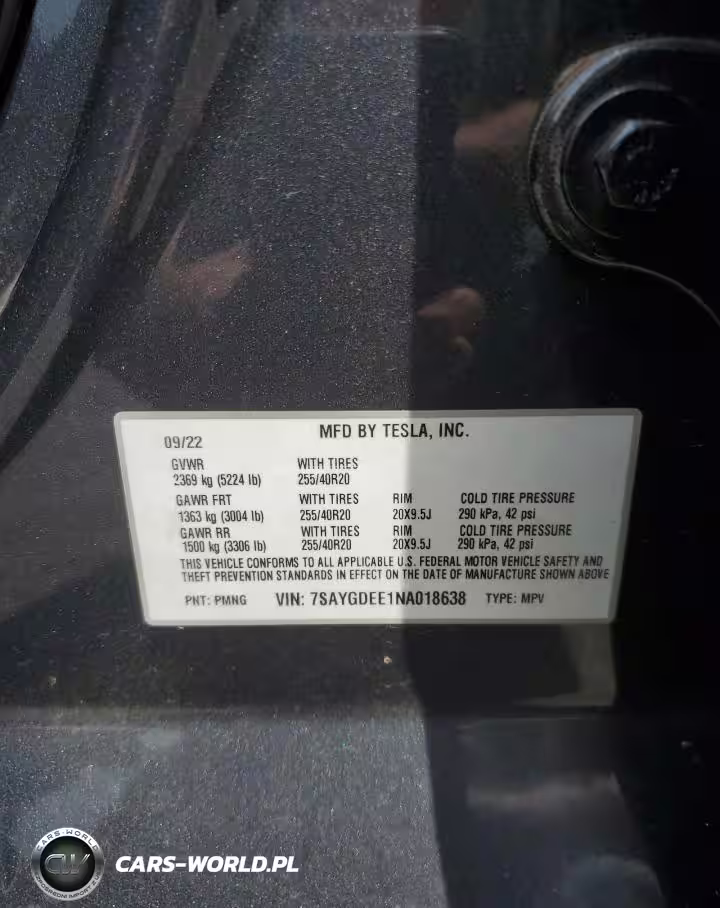 09/22 MFD BY TESLA, INC.
GVWR WITH TIRES
2369 kg (5224 lb) 255/40R20
GAWR FRT WITH TIRES RIM COLD TIRE PRESSURE
1363 kg (3004 lb) 255/40R20 20X9.5J 290 kPa, 42 psi
GAWR RR WITH TIRES RIM COLD TIRE PRESSURE
1500 kg (3306 lb) 255/40R20 20X9.5J 290 kPa, 42 psi
THIS VEHICLE CONFORMS TO ALL APPLICABLE U.S. FEDERAL MOTOR VEHICLE SAFETY AND
THEFT PREVENTION STANDARDS IN EFFECT ON THE DATE OF MANUFACTURE SHOWN ABOVE
PNT: PMNG VIN: 7SAYGDEE1NA018638 TYPE: MPV
CARS-WORLD
CW
CARS-WORLD.PL